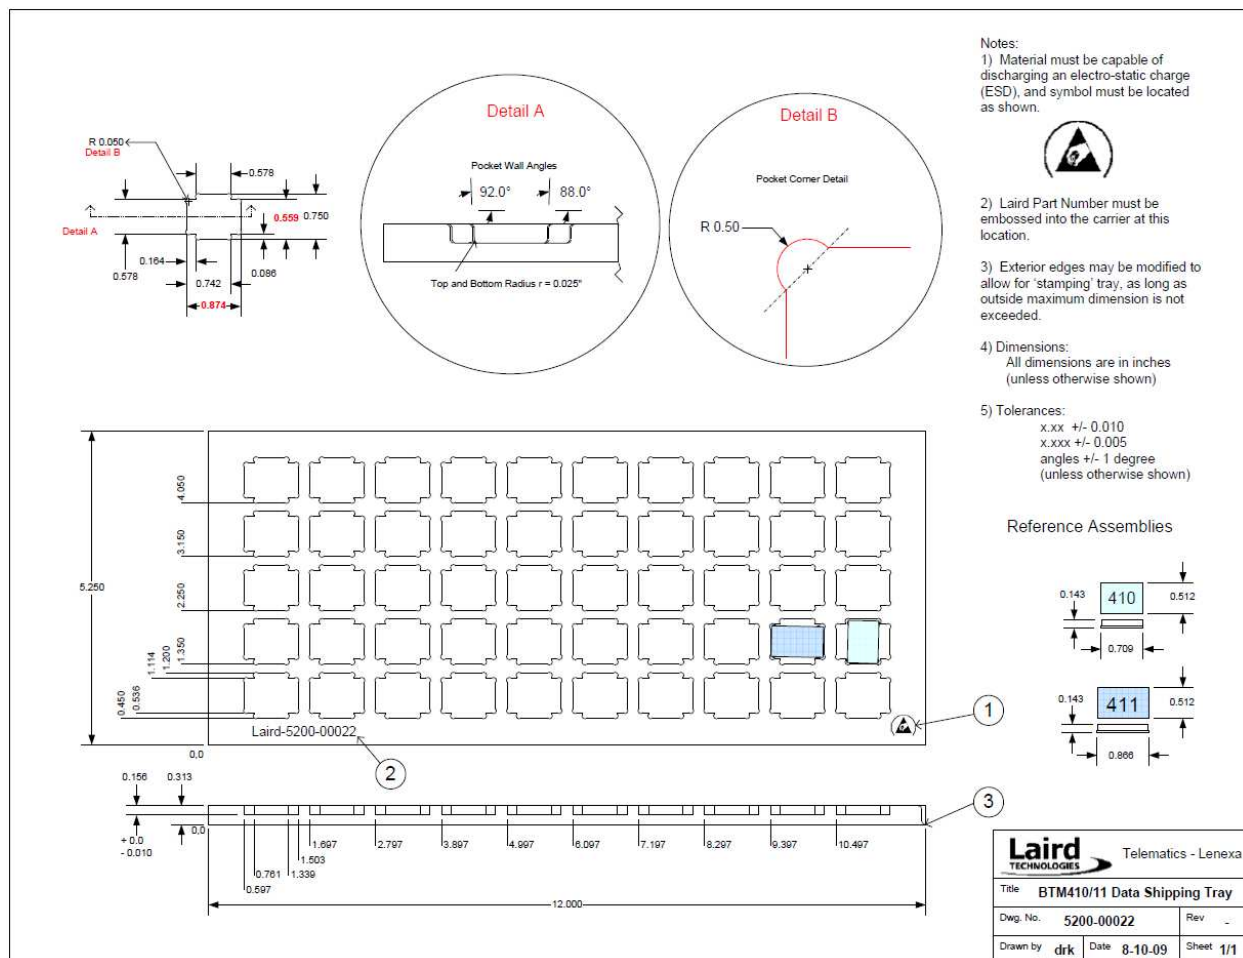 Notes:
1) Material must be capable of
discharging an electro-static charge
(ESD), and symbol must be located
as shown.
2) Laird Part Number must be
embossed into the carrier at this
location.
3) Exterior edges may be modified to
allow for 'stamping' tray, as long as
outside maximum dimension is not
exceeded.
4) Dimensions:
All dimensions are in inches
(unless otherwise shown)
5) Tolerances:
x.xx +/- 0.010
x.xxx +/- 0.005
angles +/- 1 degree
(unless otherwise shown)
R 0.050
Detail B
0.578
0.559 0.750
Detail A
0.164
0.578
0.086
0.742
0.874
Detail A
Pocket Wall Angles
92.0° 88.0°
Top and Bottom Radius r = 0.025"
Detail B
Pocket Corner Detail
R 0.50
5.250
4.050
3.150
2.250
1.350
1.200
1.114
0.536
0.450
0,0
Laird-5200-00022
1
2
3
0.156 0.313
+ 0.0
- 0.010
0,0
1.697 2.797 3.897 4.997 6.097 7.197 8.297 9.397 10.497
1.503
1.339
0.761
0.597
12.000
Reference Assemblies
0.143 410 0.512
0.709
0.143 411 0.512
0.866
Laird
TECHNOLOGIES
Telematics - Lenexa
Title BTM410/11 Data Shipping Tray
Dwg. No. 5200-00022 Rev -
Drawn by drk Date 8-10-09 Sheet 1/1